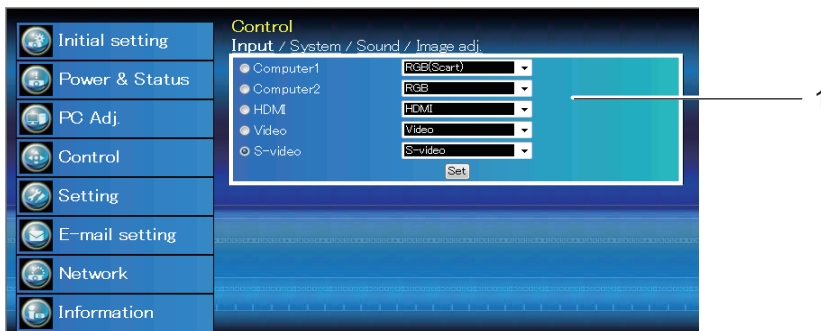 Initial setting
Power & Status
PC Adj.
Control
Setting
E-mail setting
Network
Information
Control
Input / System / Sound / Image adj.
Computer1 RGB(Scart)
Computer2 RGB
HDMI HDMI
Video Video
S-video S-video
Set
1